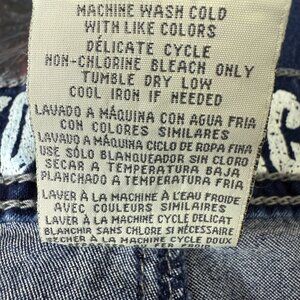 MACHINE WASH COLD
WITH LIKE COLORS
DÉLICATE CYCLE
NON-CHLORINE BLEACH ONLY
TUMBLE DRY LOW
COOL IRON IF NEEDED
LAVADO A MÁQUINA CON AGUA FRIA
CON COLORES SIMILARES
LAVADO A MAQUINA CICLO DE ROPA FINA
USE SÓLO BLANQUEADOR SIN CLORO
SECAR A TEMPERATURA BAJA
PLANCHADO A TEMPERATURA FRIA
LAVER À LA MACHINE À L'EAU FROIDE
AVEC COULEURS SIMILAIRES
LAVER À LA MACHINE CYCLE DÉLICAT
BLANCHIR SANS CHLORE SI NÉCESSAIRE
SÉCHER À LA MACHINE CYCLE DOUX